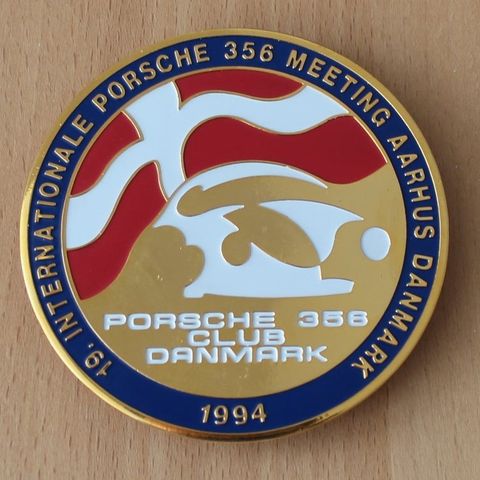 19. INTERNATIONALE PORSCHE 356 MEETING AARHUS DANMARK
PORSCHE 356
CLUB
DANMARK
1994